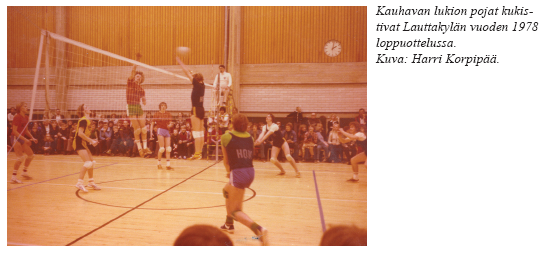 Kauhavan lukion pojat kukis-
tivat Lauttakylän vuoden 1978
loppuottelussa.
Kuva: Harri Korpipää.